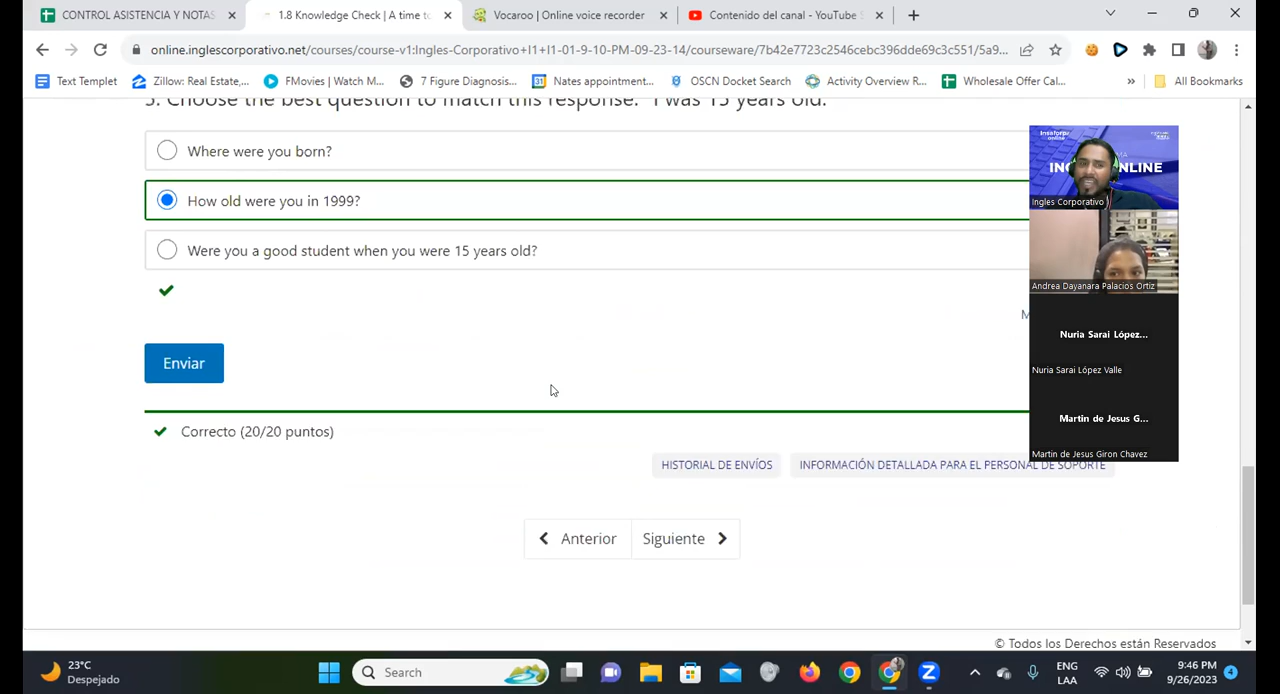 CONTROL ASISTENCIA Y NOTAS
1.8 Knowledge Check | A time to
Vocaroo | Online voice recorder
Contenido del canal - YouTube S
online.inglescorporativo.net/courses/course-v1:Ingles-Corporativo+I1+I1-01-9-10-PM-09-23-14/courseware/7b42e7723c2546cebc396dde69c3c551/5a9...
Text Templet
Zillow: Real Estate,...
FMovies | Watch M...
7 Figure Diagnosis...
Nates appointment...
OSCN Docket Search
Activity Overview R...
Wholesale Offer Cal...
»
All Bookmarks
5. Choose the best question to match this response. "I was 15 years old."
Where were you born?
How old were you in 1999?
Were you a good student when you were 15 years old?
Enviar
Correcto (20/20 puntos)
HISTORIAL DE ENVÍOS
INFORMACIÓN DETALLADA PARA EL PERSONAL DE SOPORTE
Anterior
Siguiente
© Todos los Derechos están Reservados
Ingles Corporativo
Andrea Dayanara Palacios Ortiz
Nuria Sarai López...
Nuria Sarai López Valle
Martin de Jesus G...
Martin de Jesus Giron Chavez
23°C
Despejado
Search
ENG
LAA
9:46 PM
9/26/2023
4